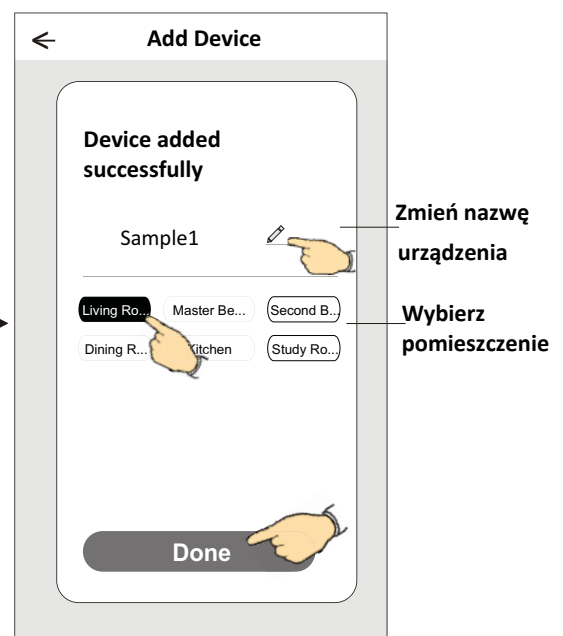 Add Device
Device added
successfully
Sample1
Zmień nazwę
urządzenia
Living Ro...
Master Be...
Second B...
Wybierz
pomieszczenie
Dining R...
Kitchen
Study Ro...
Done